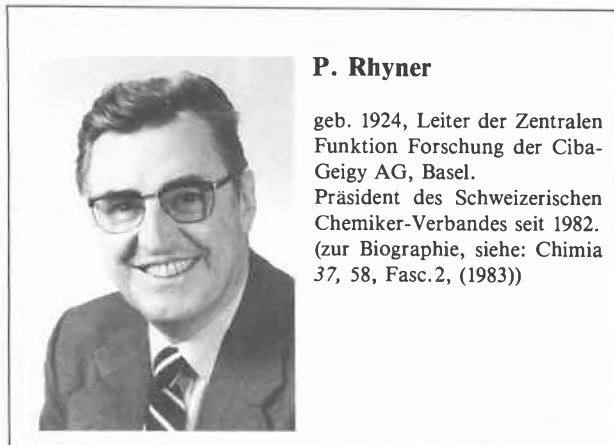 P. Rhyner
geb. 1924, Leiter der Zentralen
Funktion Forschung der Ciba-
Geigy AG, Basel.
Präsident des Schweizerischen
Chemiker-Verbandes seit 1982.
(zur Biographie, siehe: Chimia
37, 58, Fasc.2, (1983))